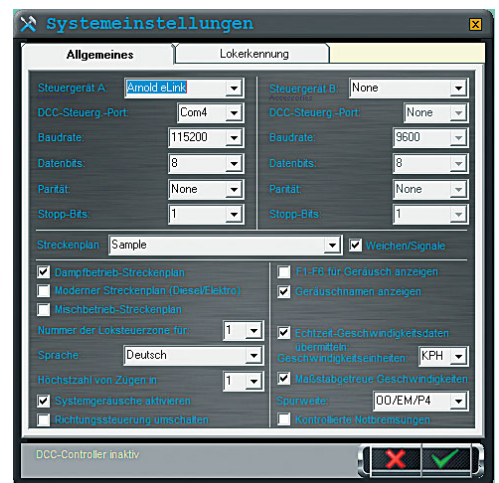 Systemeinstellungen
Allgemeines
Lokerkennung
Steuergerät A: Arnold eLink
DCC-Steuerg.-Port: Com4
Baudrate: 115200
Datenbits: 8
Parität: None
Stopp-Bits: 1
Steuergerät B None
DCC-Steuerg.-Port: None
Baudrate: 9600
Datenbits: 8
Parität: None
Stopp-Bits: 1
Streckenplan Sample
Weichen/Signale
Dampfbetrieb-Streckenplan
Moderner Streckenplan (Diesel/Elektro)
Mischbetrieb-Streckenplan
Nummer der Loksteuerzone für: 1
Sprache Deutsch
Höchstzahl von Zügen in 1
Systemgeräusche aktivieren
Richtungssteuerung umschalten
F1-F6 für Geräusch anzeigen
Geräuschnamen anzeigen
Echtzeit-Geschwindigkeitsdaten
übermitteln
Geschwindigkeitseinheiten: KPH
Maßstabgetreue Geschwindigkeiten
Spurweite: OO/EM/P4
Kontrollierte Notbremsungen
DCC-Controller inaktiv